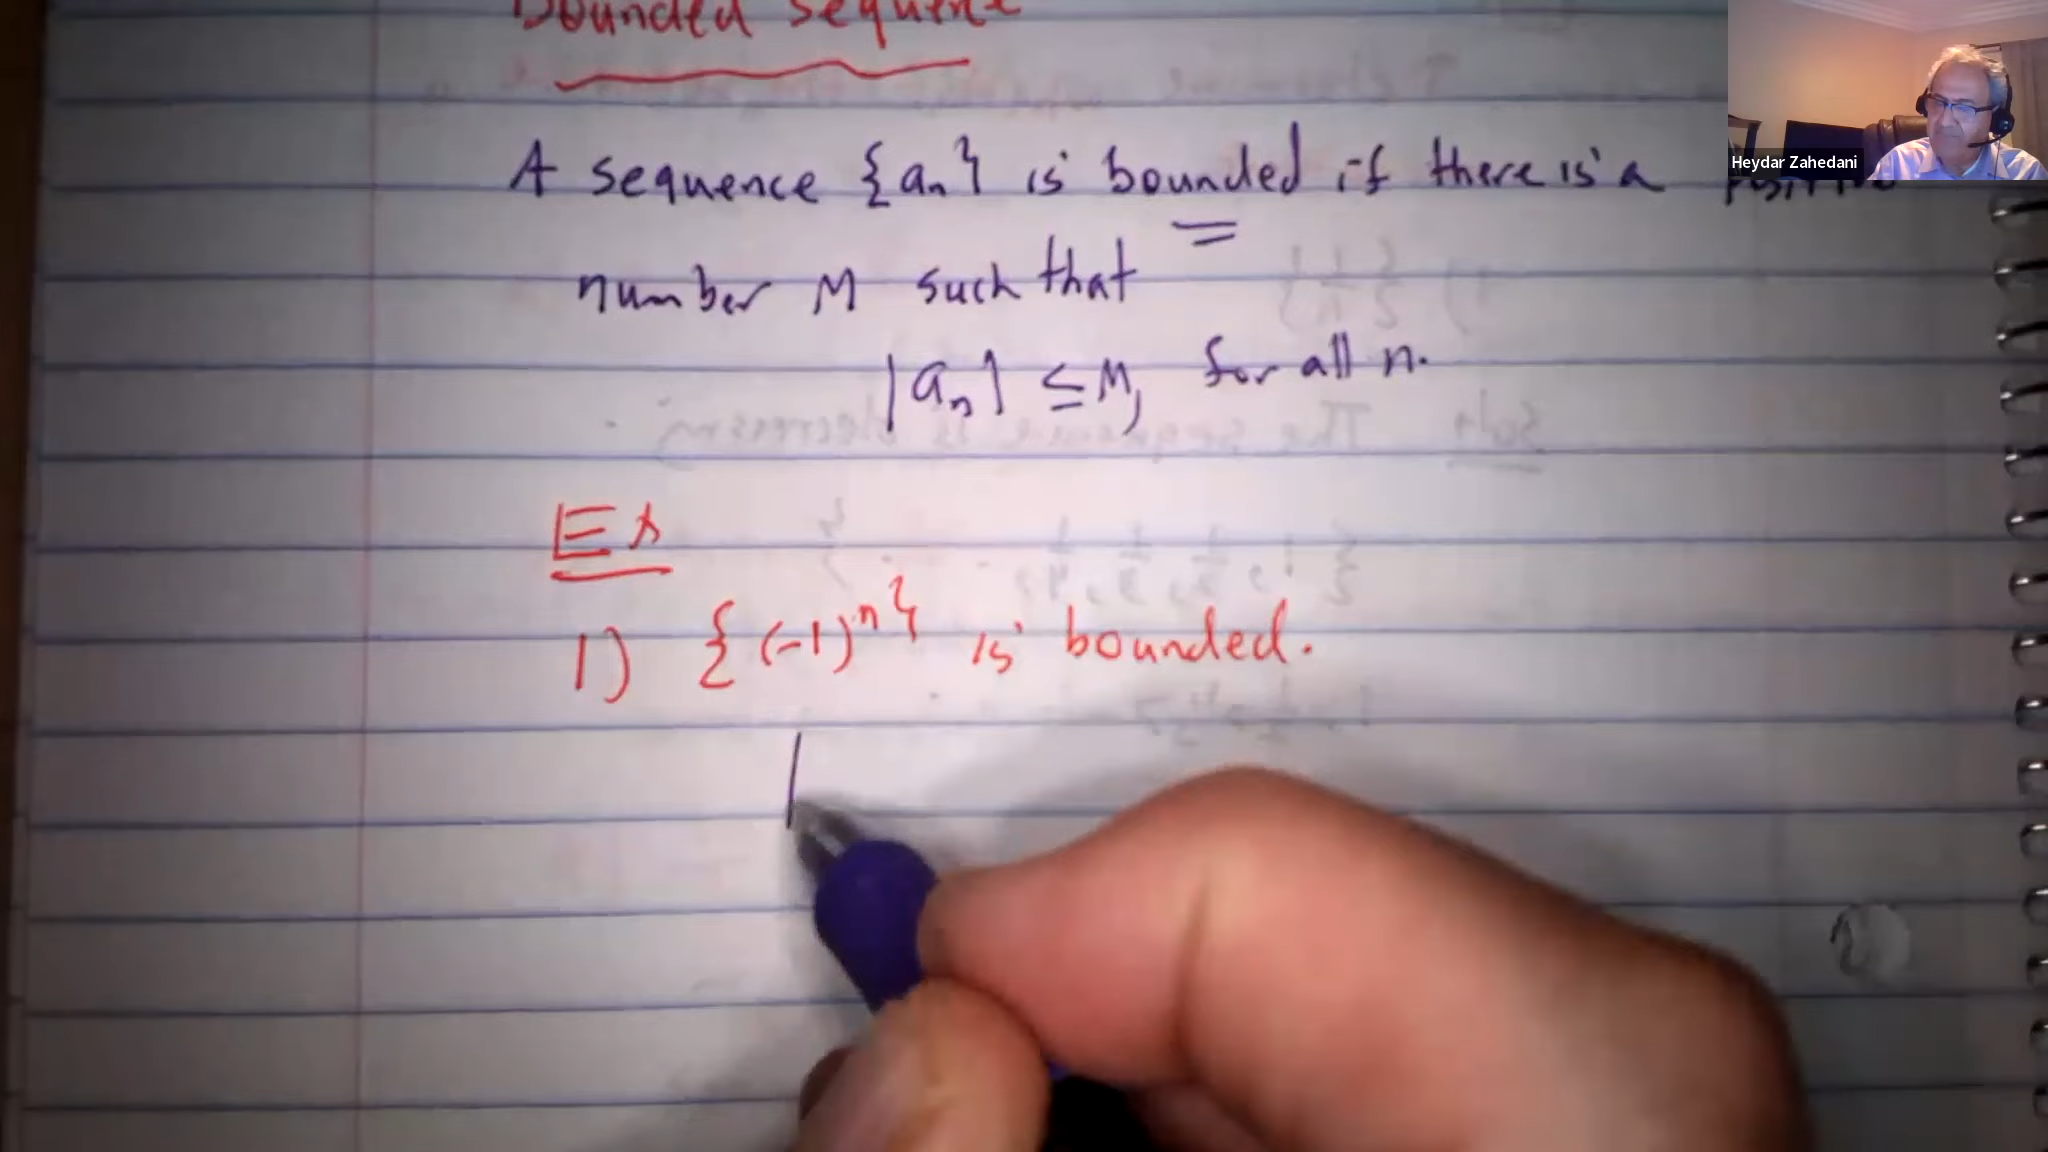 Bounded sequence
A sequence {aₙ} is bounded if there is a positive
number M such that
|aₙ| ≤ M, for all n.
Ex
1) {(-1)ⁿ} is bounded.
Heydar Zahedani